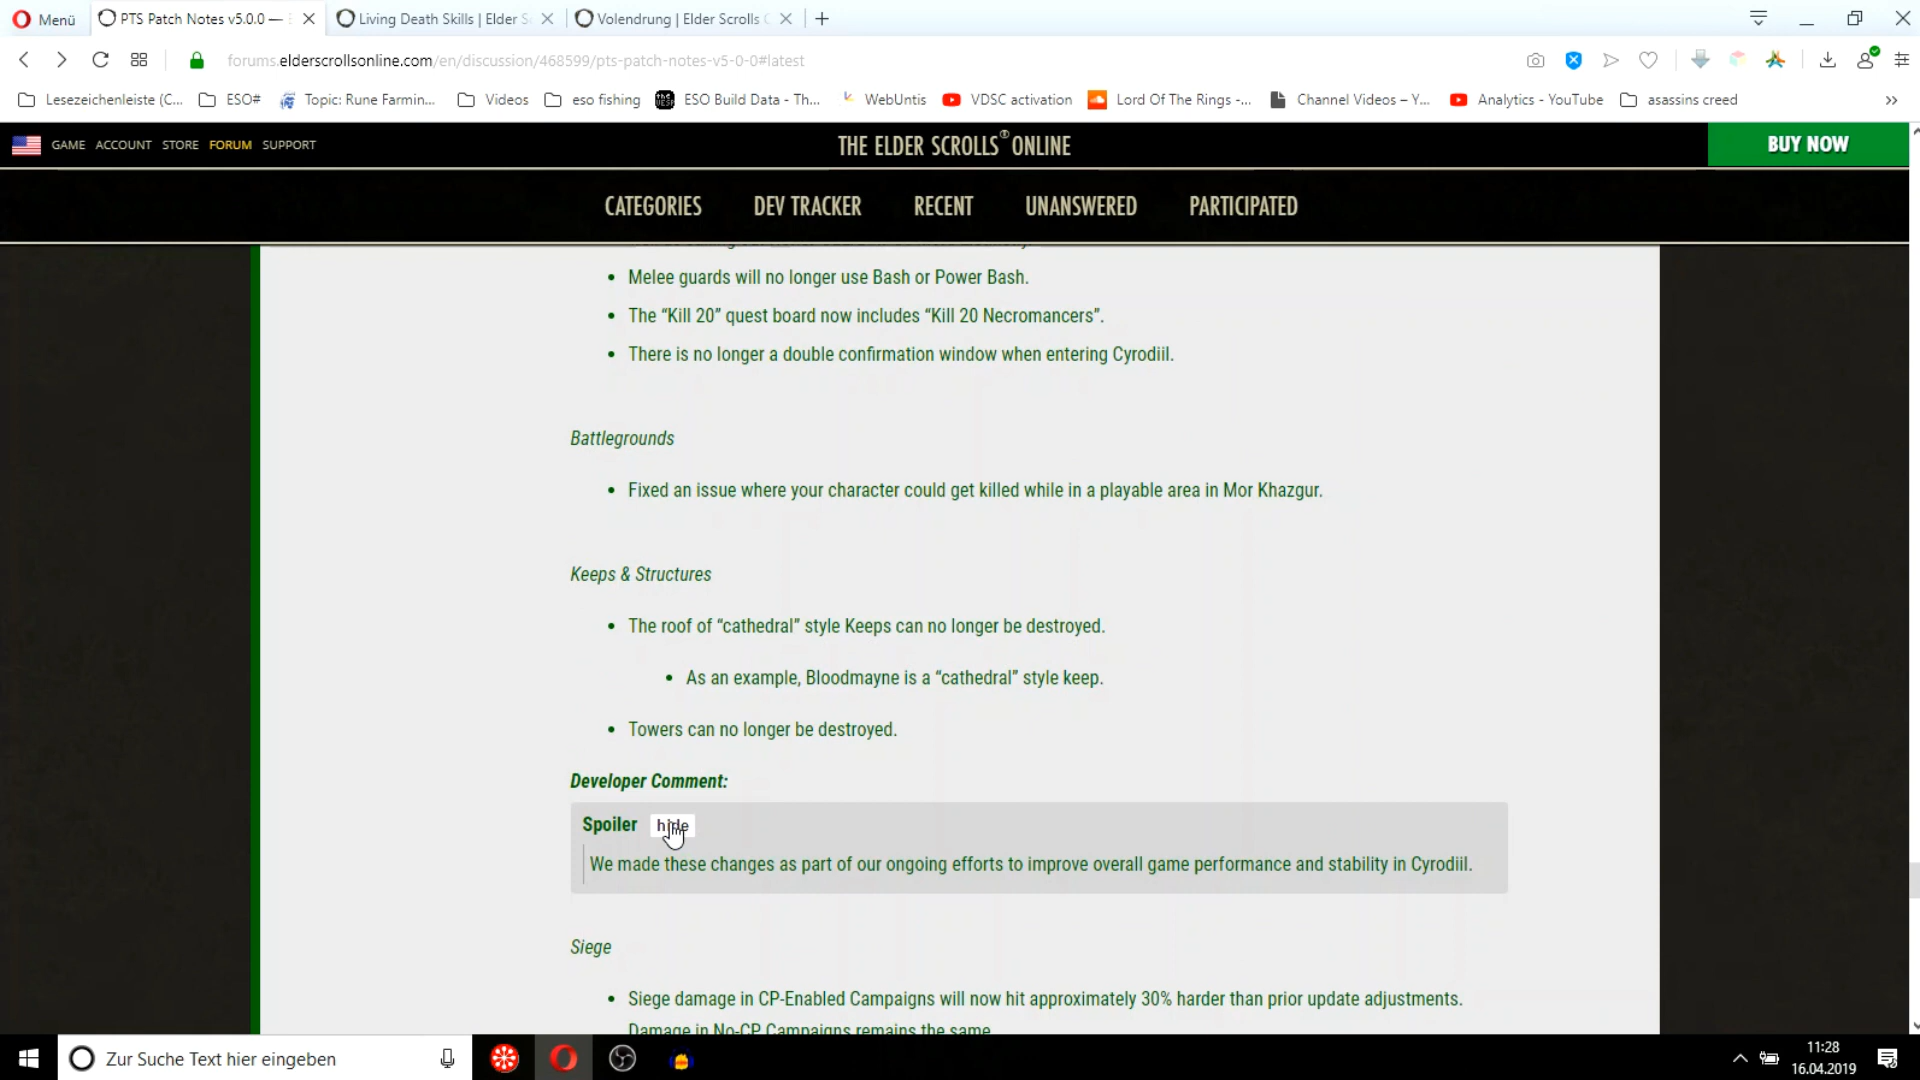 Menü
PTS Patch Notes v5.0.0 —
Living Death Skills | Elder S
Volendrung | Elder Scrolls
forums.elderscrollsonline.com/en/discussion/468599/pts-patch-notes-v5-0-0#latest
Lesezeichenleiste (C... ESO# Topic: Rune Farmin... Videos eso fishing ESO Build Data - Th... WebUntis VDSC activation Lord Of The Rings -... Channel Videos – Y... Analytics - YouTube assasins creed
GAME ACCOUNT STORE FORUM SUPPORT
THE ELDER SCROLLS® ONLINE
BUY NOW
CATEGORIES DEV TRACKER RECENT UNANSWERED PARTICIPATED
• Melee guards will no longer use Bash or Power Bash.
• The “Kill 20” quest board now includes “Kill 20 Necromancers”.
• There is no longer a double confirmation window when entering Cyrodiil.
Battlegrounds
• Fixed an issue where your character could get killed while in a playable area in Mor Khazgur.
Keeps & Structures
• The roof of “cathedral” style Keeps can no longer be destroyed.
• As an example, Bloodmayne is a “cathedral” style keep.
• Towers can no longer be destroyed.
Developer Comment:
Spoiler hide
We made these changes as part of our ongoing efforts to improve overall game performance and stability in Cyrodiil.
Siege
• Siege damage in CP-Enabled Campaigns will now hit approximately 30% harder than prior update adjustments.
Damage in No-CP Campaigns remains the same.
Zur Suche Text hier eingeben
11:28
16.04.2019